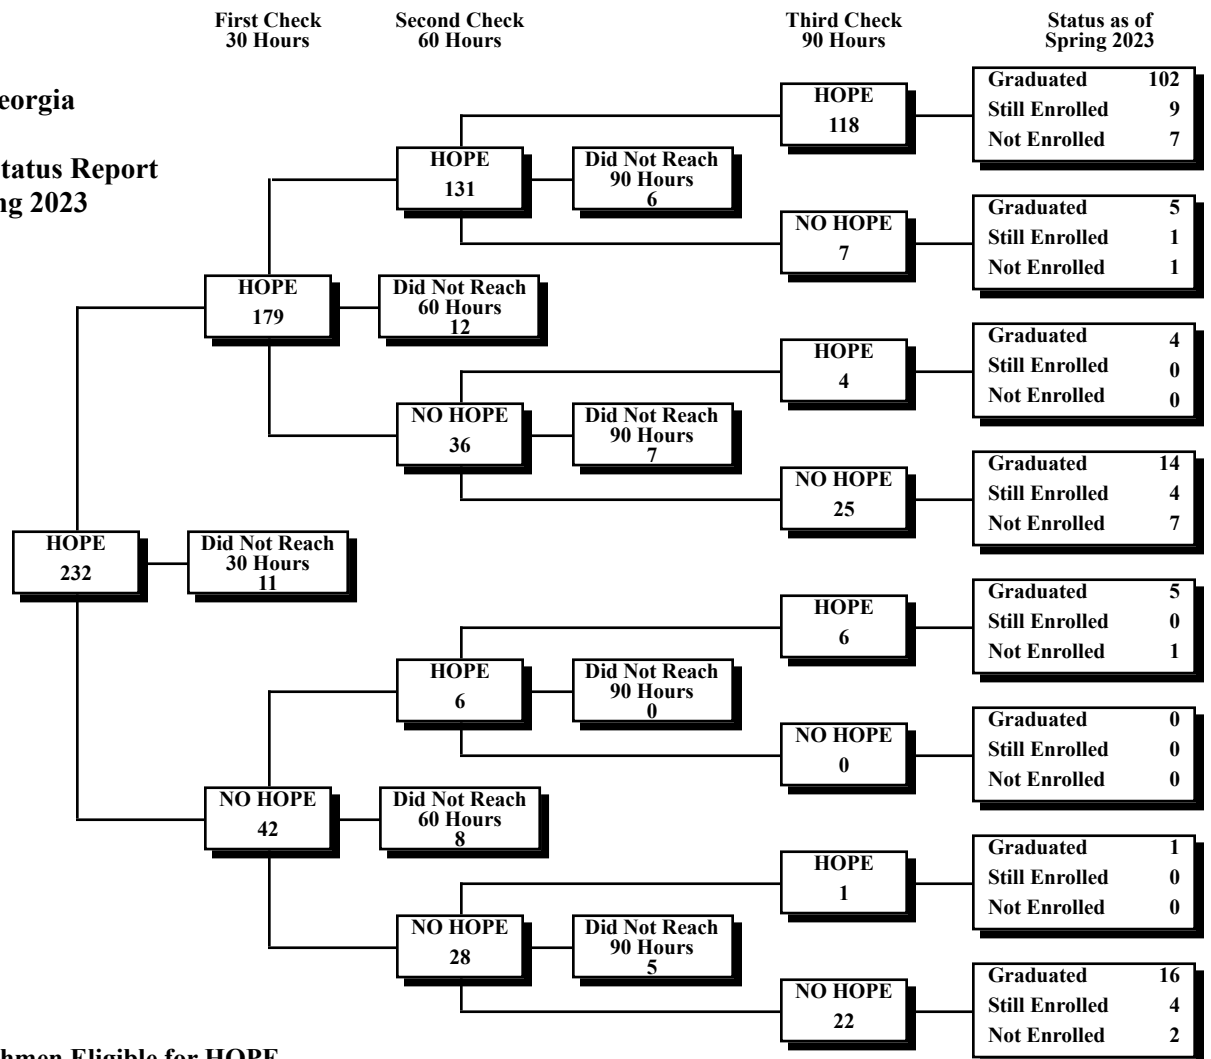 First Check
30 Hours
Second Check
60 Hours
Third Check
90 Hours
Status as of
Spring 2023
eorgia
tatus Report
ng 2023
HOPE
118
Graduated 102
Still Enrolled 9
Not Enrolled 7
HOPE
131
Did Not Reach
90 Hours
6
NO HOPE
7
Graduated 5
Still Enrolled 1
Not Enrolled 1
HOPE
179
Did Not Reach
60 Hours
12
HOPE
4
Graduated 4
Still Enrolled 0
Not Enrolled 0
NO HOPE
36
Did Not Reach
90 Hours
7
NO HOPE
25
Graduated 14
Still Enrolled 4
Not Enrolled 7
HOPE
232
Did Not Reach
30 Hours
11
HOPE
6
Graduated 5
Still Enrolled 0
Not Enrolled 1
HOPE
6
Did Not Reach
90 Hours
0
NO HOPE
0
Graduated 0
Still Enrolled 0
Not Enrolled 0
NO HOPE
42
Did Not Reach
60 Hours
8
HOPE
1
Graduated 1
Still Enrolled 0
Not Enrolled 0
NO HOPE
28
Did Not Reach
90 Hours
5
NO HOPE
22
Graduated 16
Still Enrolled 4
Not Enrolled 2
hmen Eligible for HOPE